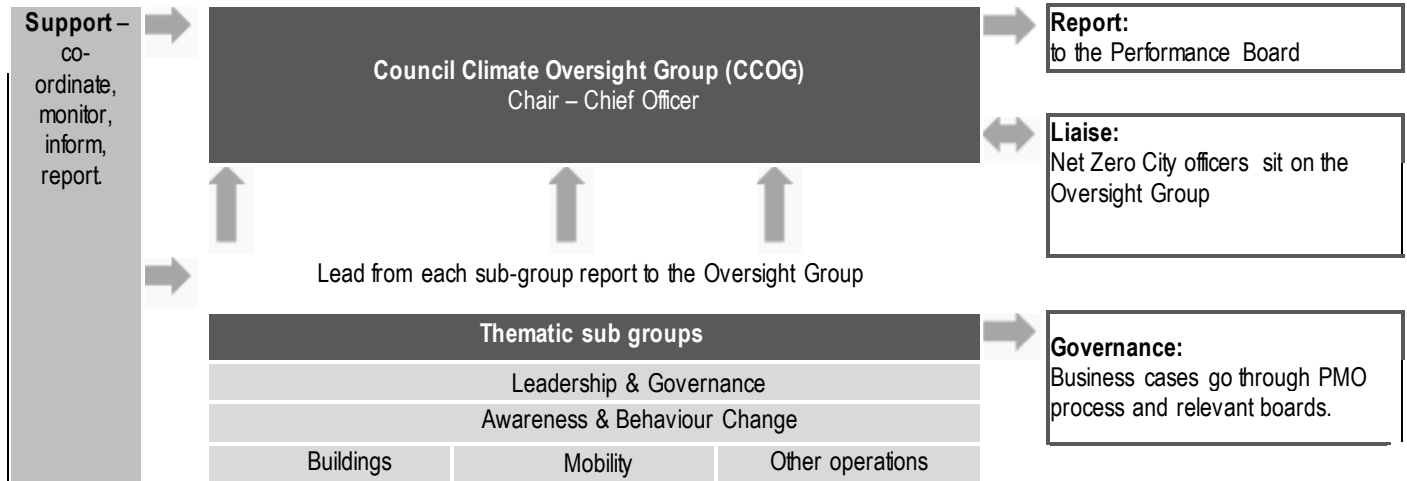 Support –
co-
ordinate,
monitor,
inform,
report.
Council Climate Oversight Group (CCOG)
Chair – Chief Officer
Report:
to the Performance Board
Liaise:
Net Zero City officers sit on the
Oversight Group
Lead from each sub-group report to the Oversight Group
Thematic sub groups
Leadership & Governance
Awareness & Behaviour Change
Buildings
Mobility
Other operations
Governance:
Business cases go through PMO
process and relevant boards.